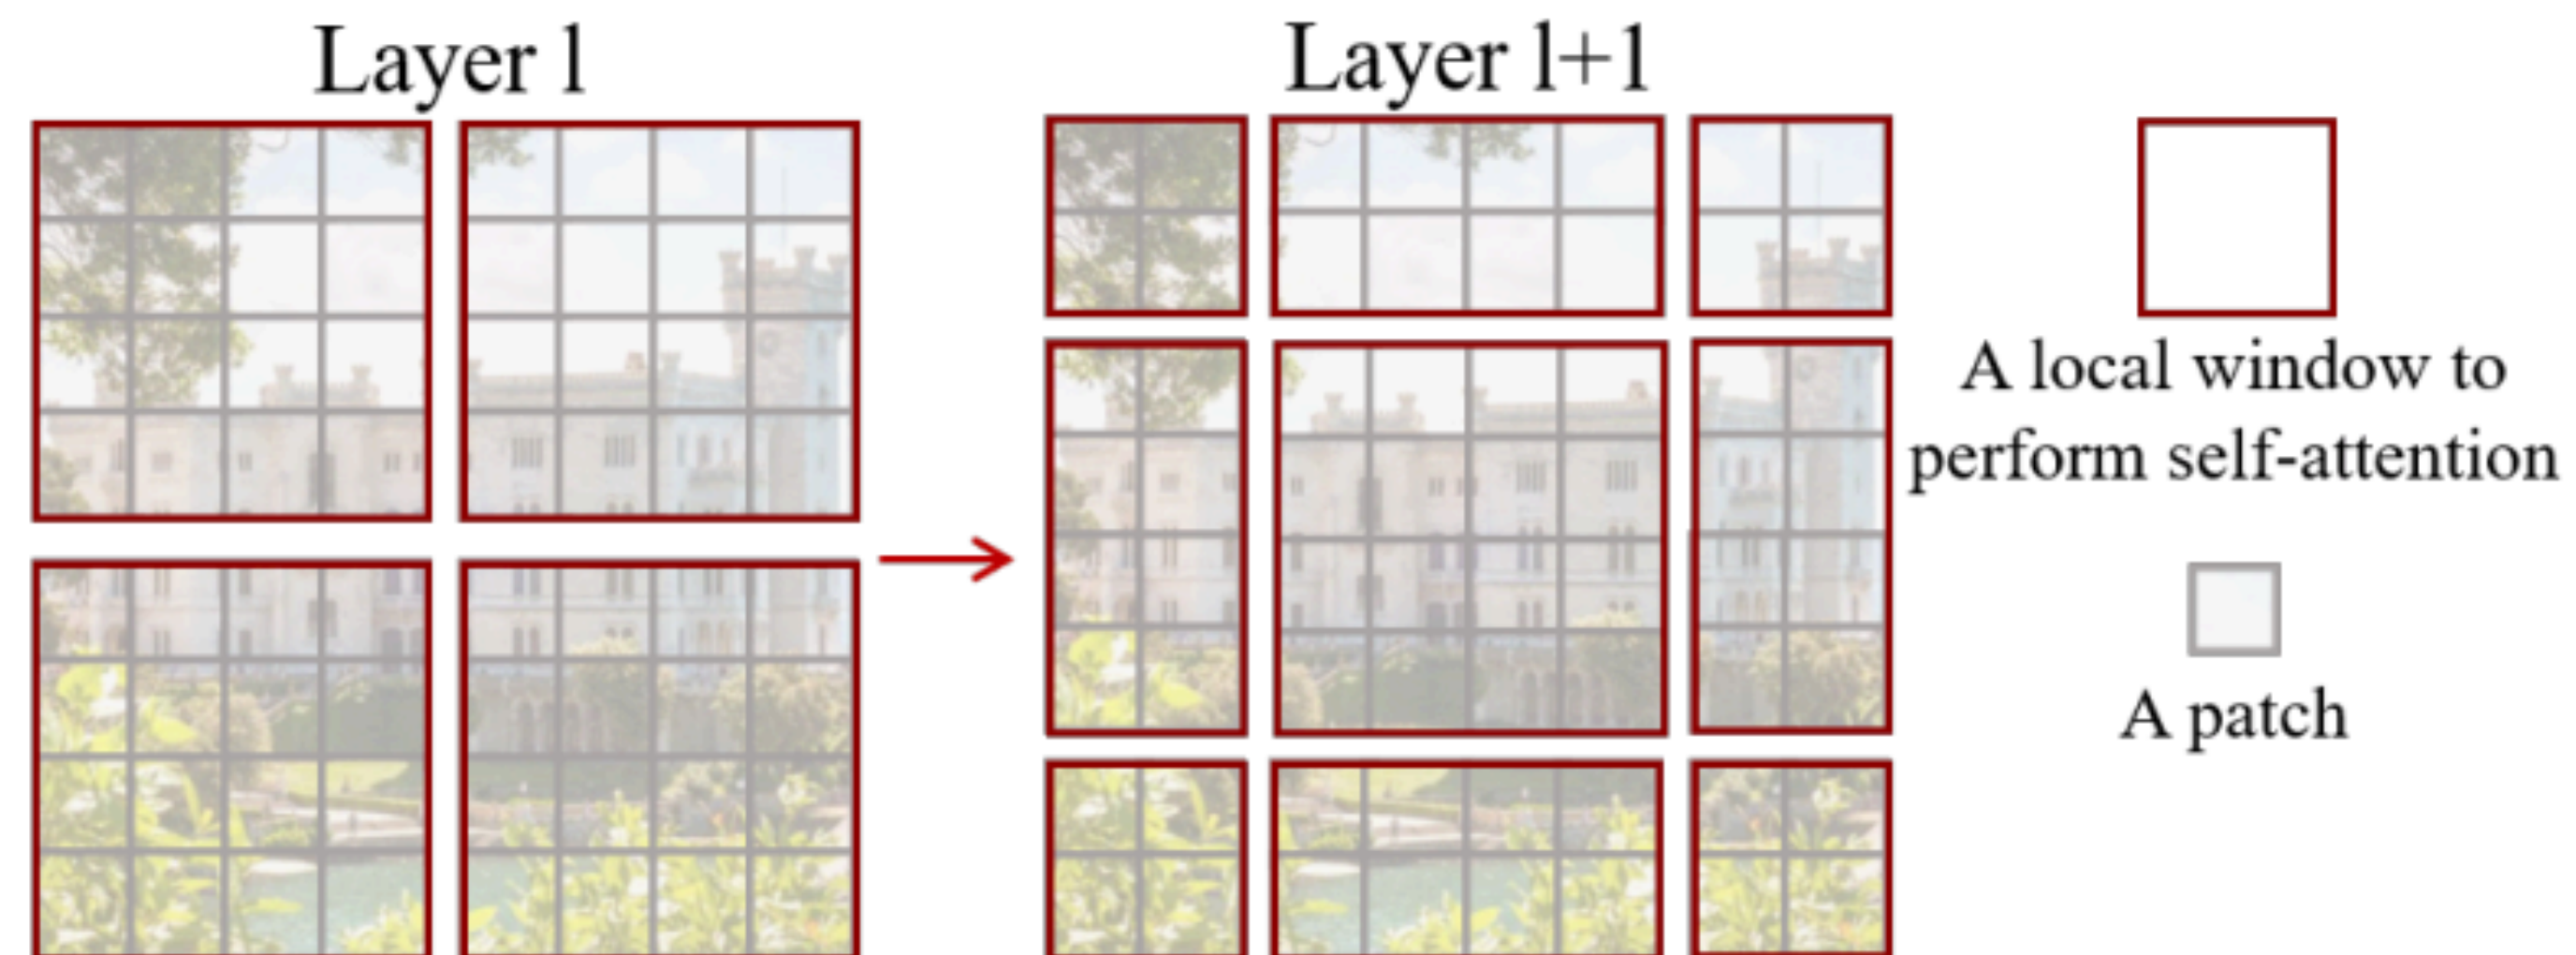 Layer l
Layer l+1
A local window to
perform self-attention
A patch